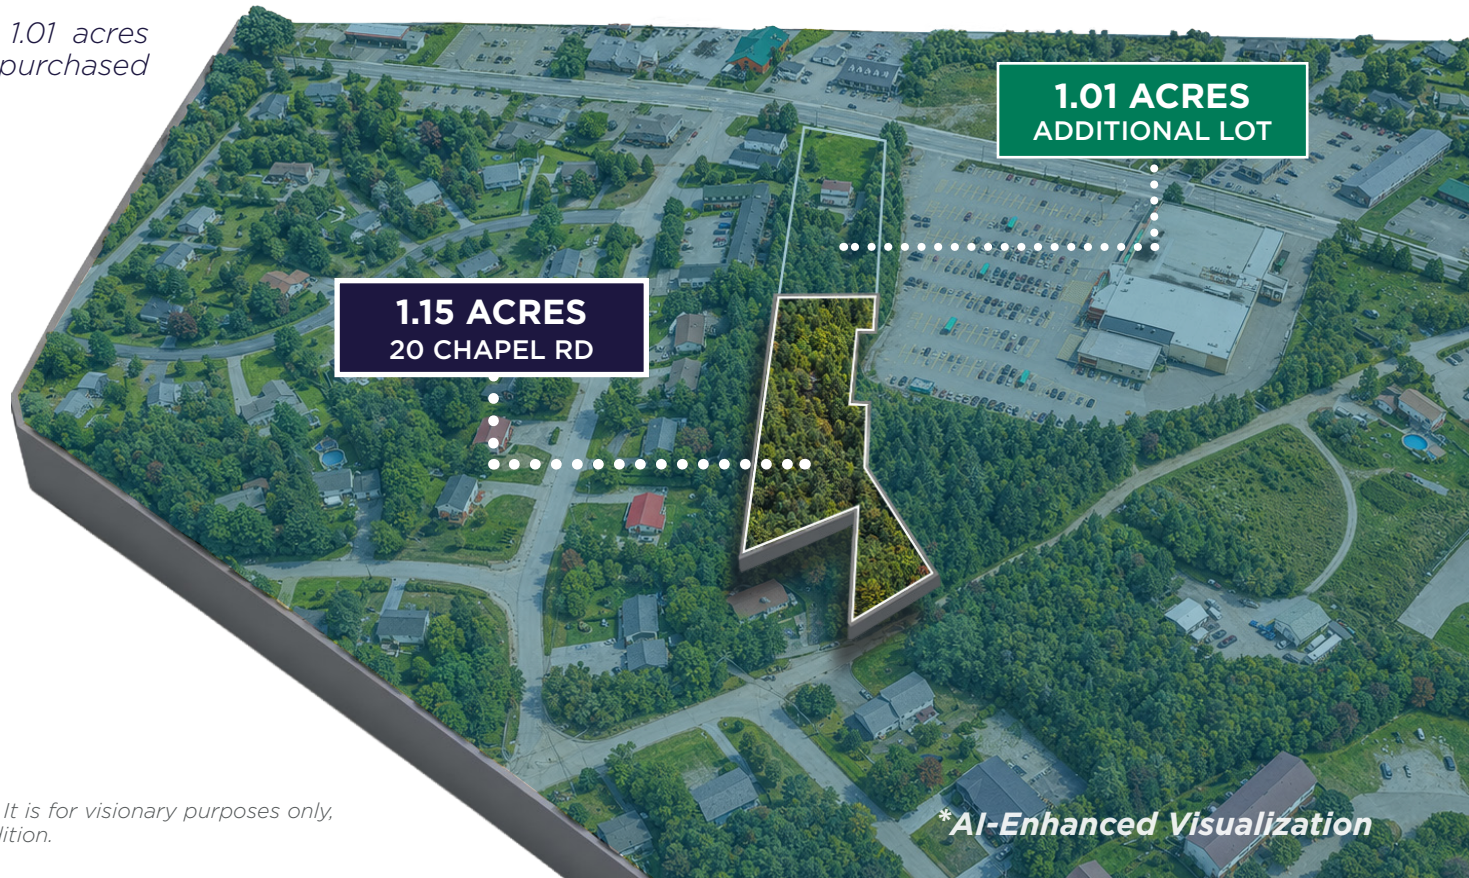 1.01 acres
purchased
1.01 ACRES
ADDITIONAL LOT
1.15 ACRES
20 CHAPEL RD
It is for visionary purposes only,
*AI-Enhanced Visualization